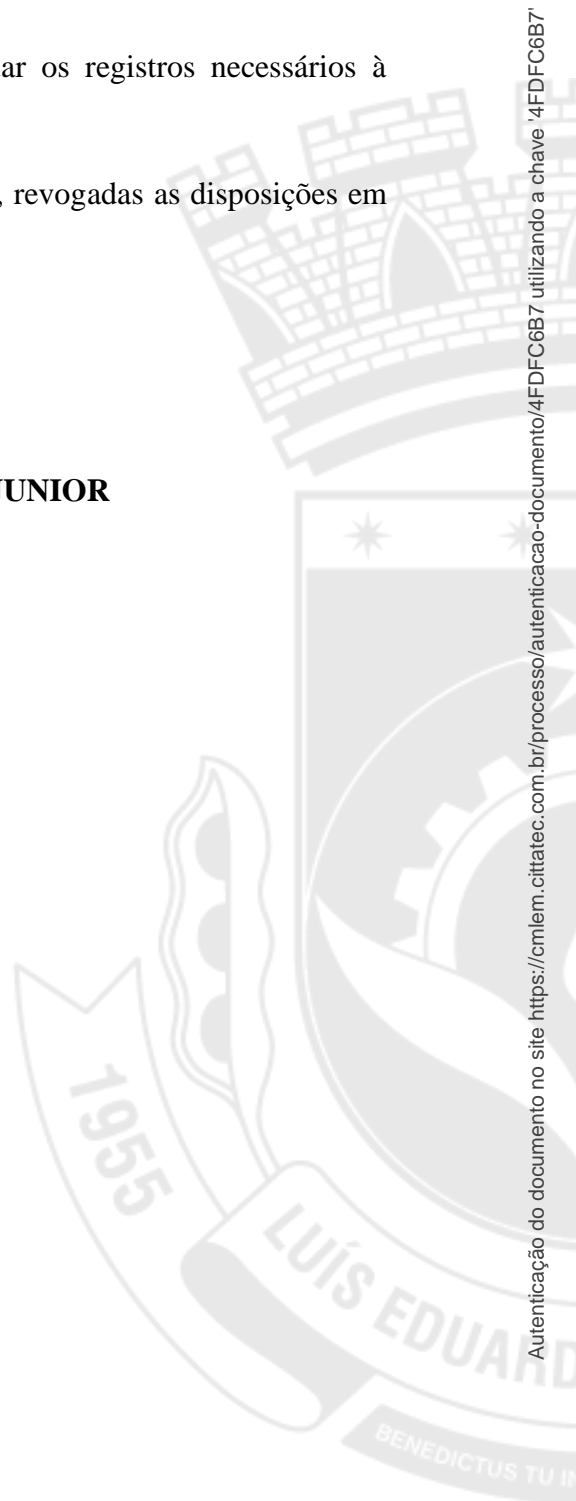 ar os registros necessários à
, revogadas as disposições em
JUNIOR
Autenticação do documento no site https://cmlem.cittatec.com.br/processo/autenticacao-documento/4FDFC6B7 utilizando a chave '4FDFC6B7'
1955
LUÍS EDUARD
BENEDICTUS TU IN